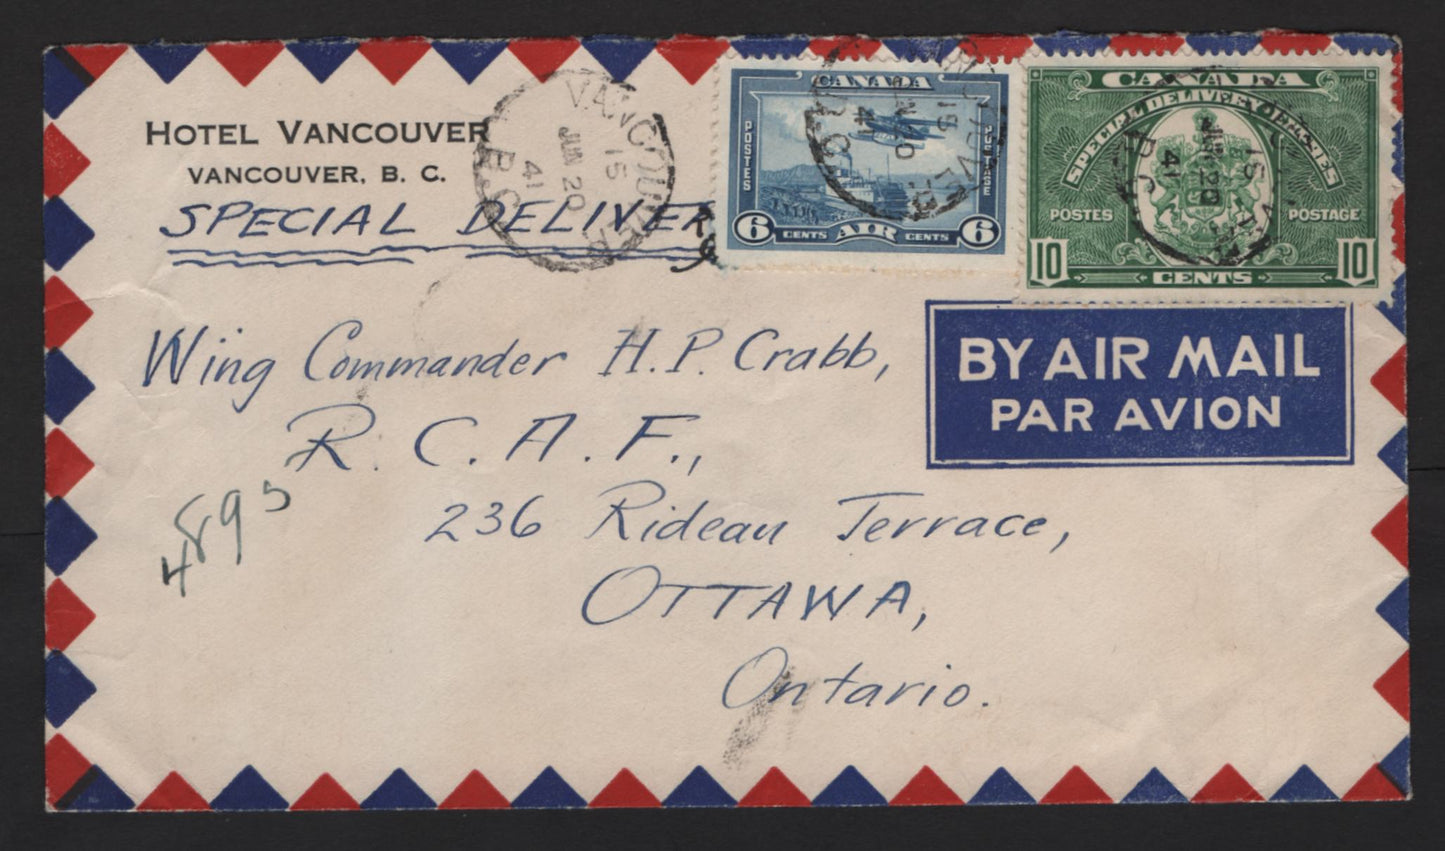 HOTEL VANCOUVER
VANCOUVER, B. C.
SPECIAL DELIVERY
VANCOUVER
15
JUN 20
41
B.C.
CANADA
POSTES
POSTAGE
6 CENTS AIR CENTS 6
CANADA
SPECIAL DELIVERY EXPRES
POSTES
POSTAGE
10 CENTS 10
BY AIR MAIL
PAR AVION
Wing Commander H. P. Crabb,
R. C. A. F.,
236 Rideau Terrace,
OTTAWA,
Ontario.